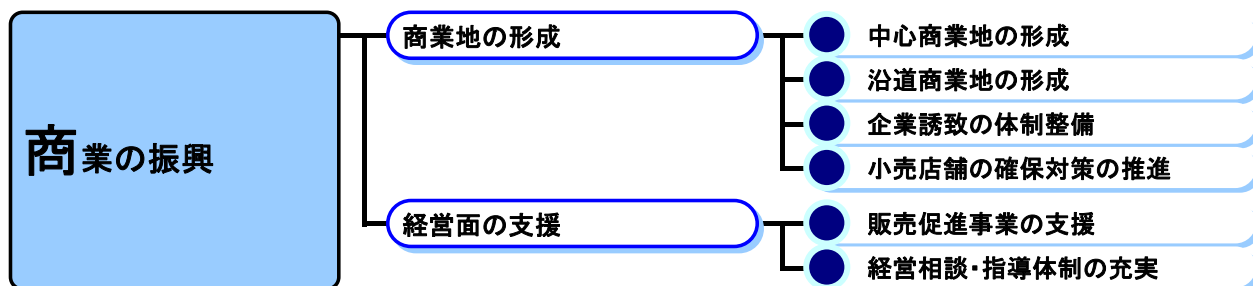 商業の振興
商業地の形成
中心商業地の形成
沿道商業地の形成
企業誘致の体制整備
小売店舗の確保対策の推進
経営面の支援
販売促進事業の支援
経営相談・指導体制の充実